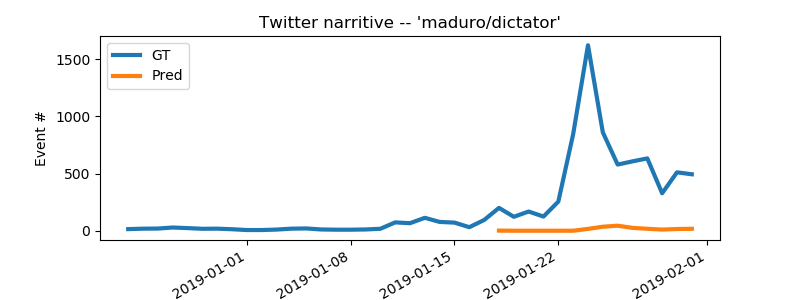 Twitter narritive -- 'maduro/dictator'
GT
Pred
Event #
1500
1000
500
0
2019-01-01
2019-01-08
2019-01-15
2019-01-22
2019-02-01